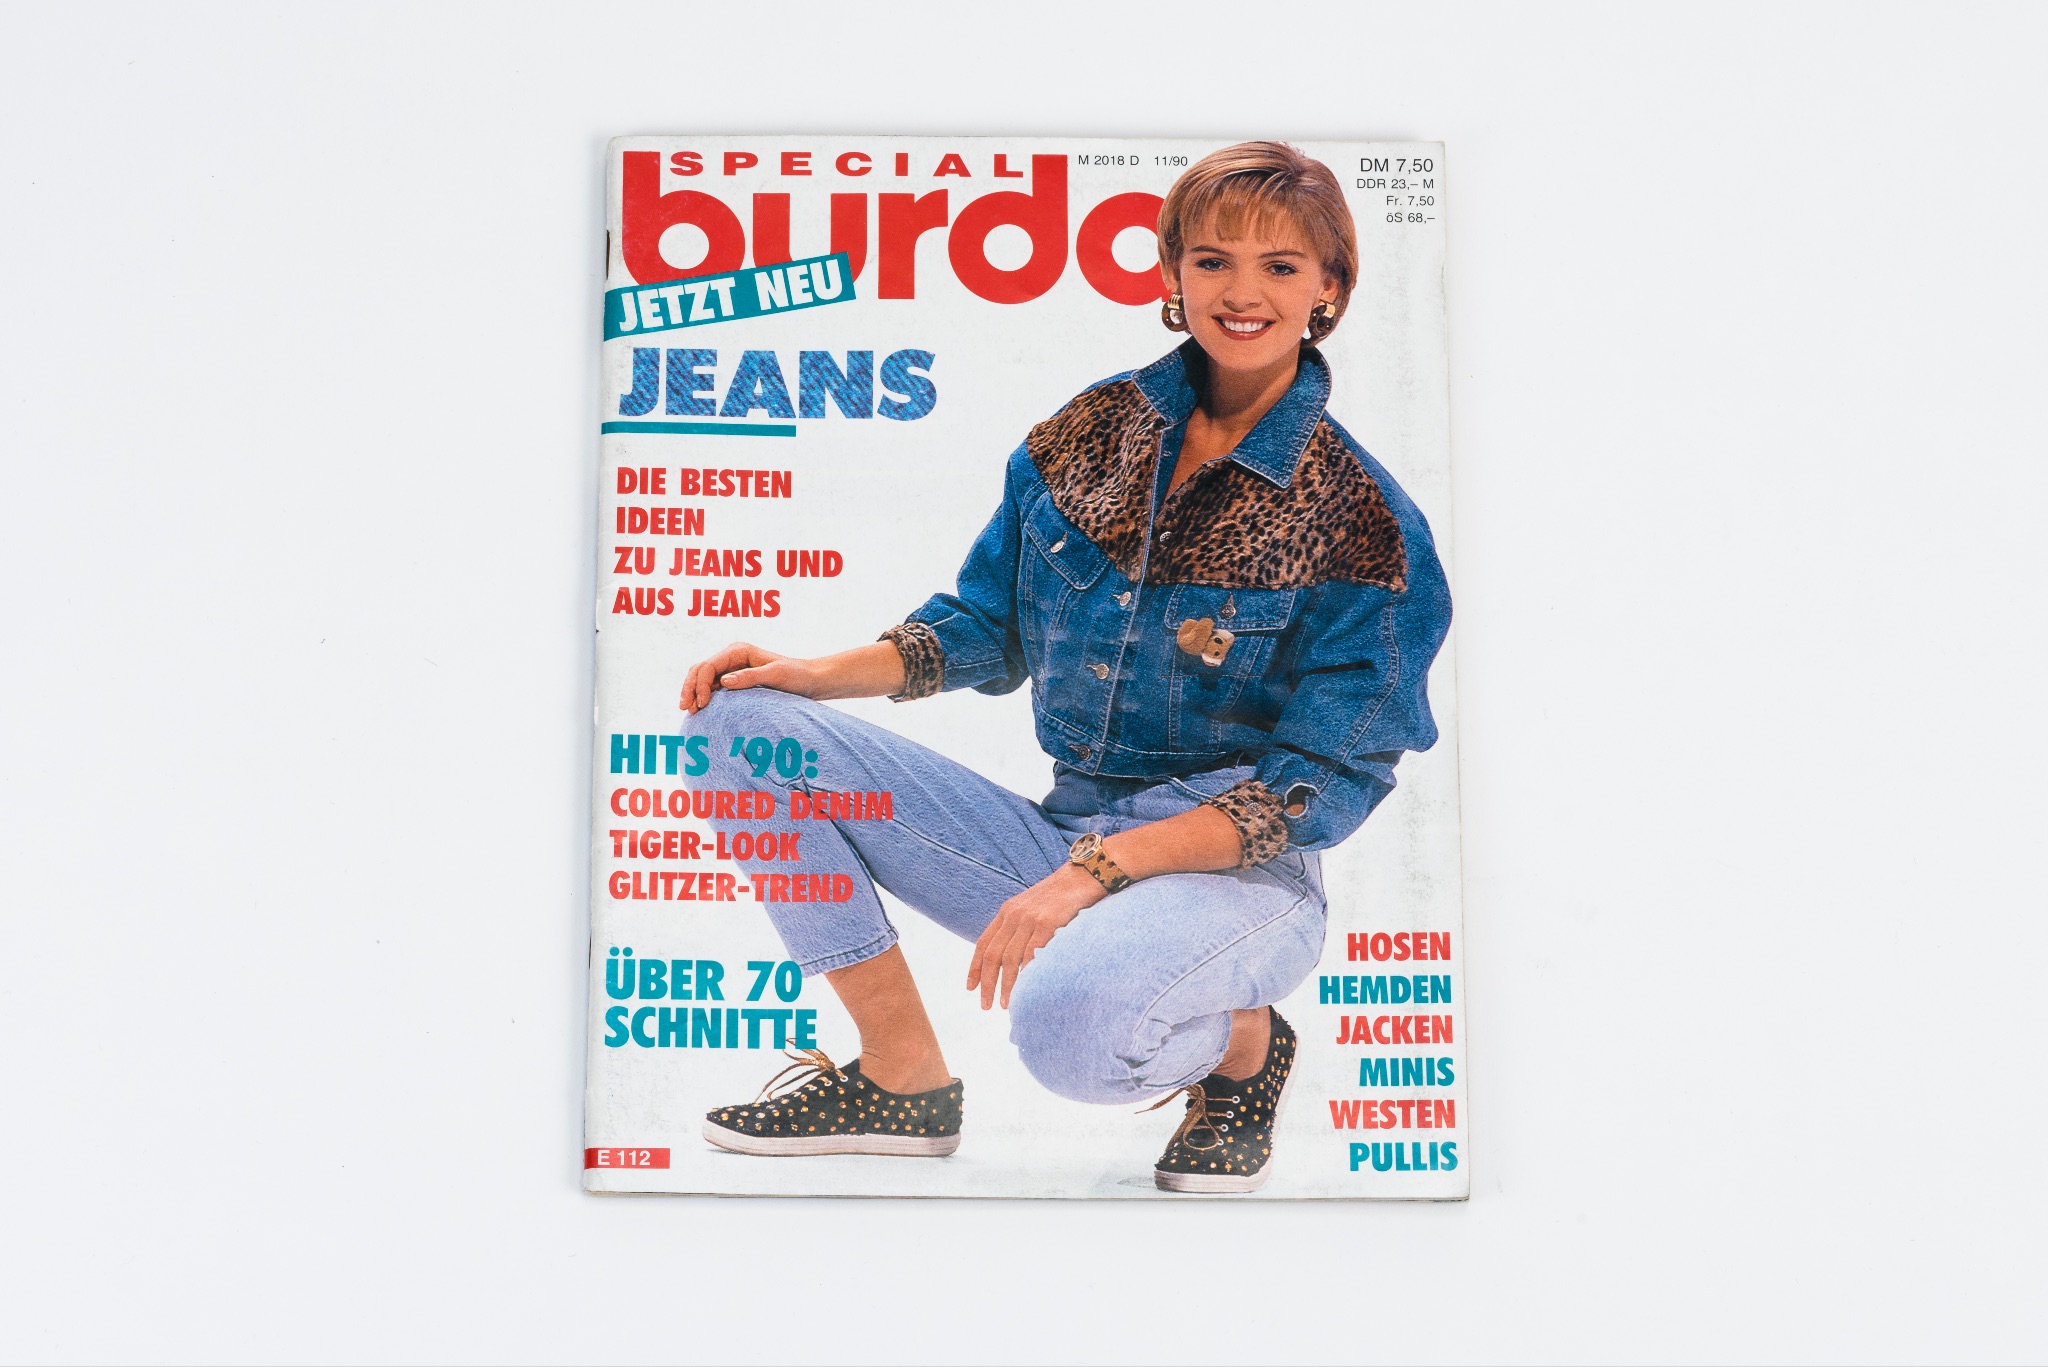 SPECIAL
burda
M 2018 D 11/90
DM 7,50
DDR 23,– M
Fr. 7,50
öS 68,–
JETZT NEU
JEANS
DIE BESTEN
IDEEN
ZU JEANS UND
AUS JEANS
HITS '90:
COLOURED DENIM
TIGER-LOOK
GLITZER-TREND
ÜBER 70
SCHNITTE
HOSEN
HEMDEN
JACKEN
MINIS
WESTEN
PULLIS
E 112